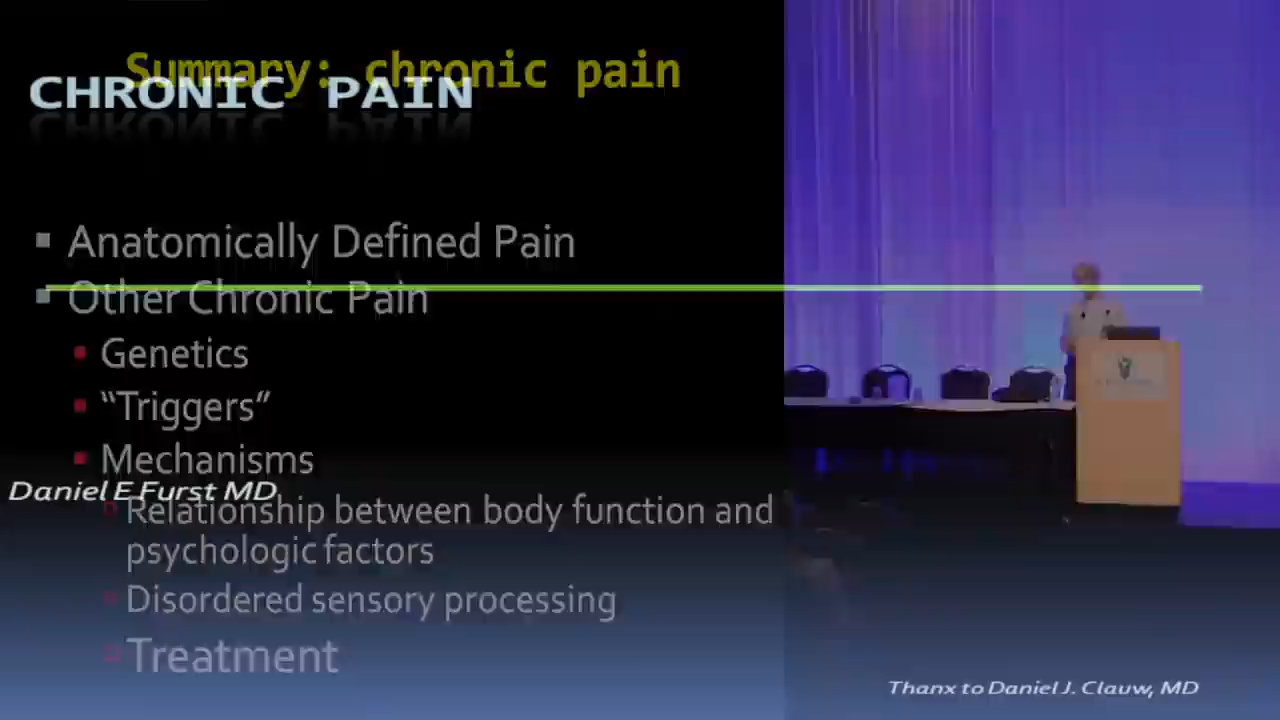 Summary: chronic pain
CHRONIC PAIN
Anatomically Defined Pain
Other Chronic Pain
Genetics
“Triggers”
Mechanisms
Daniel E Furst MD
Relationship between body function and
psychologic factors
Disordered sensory processing
Treatment
Thanx to Daniel J. Clauw, MD